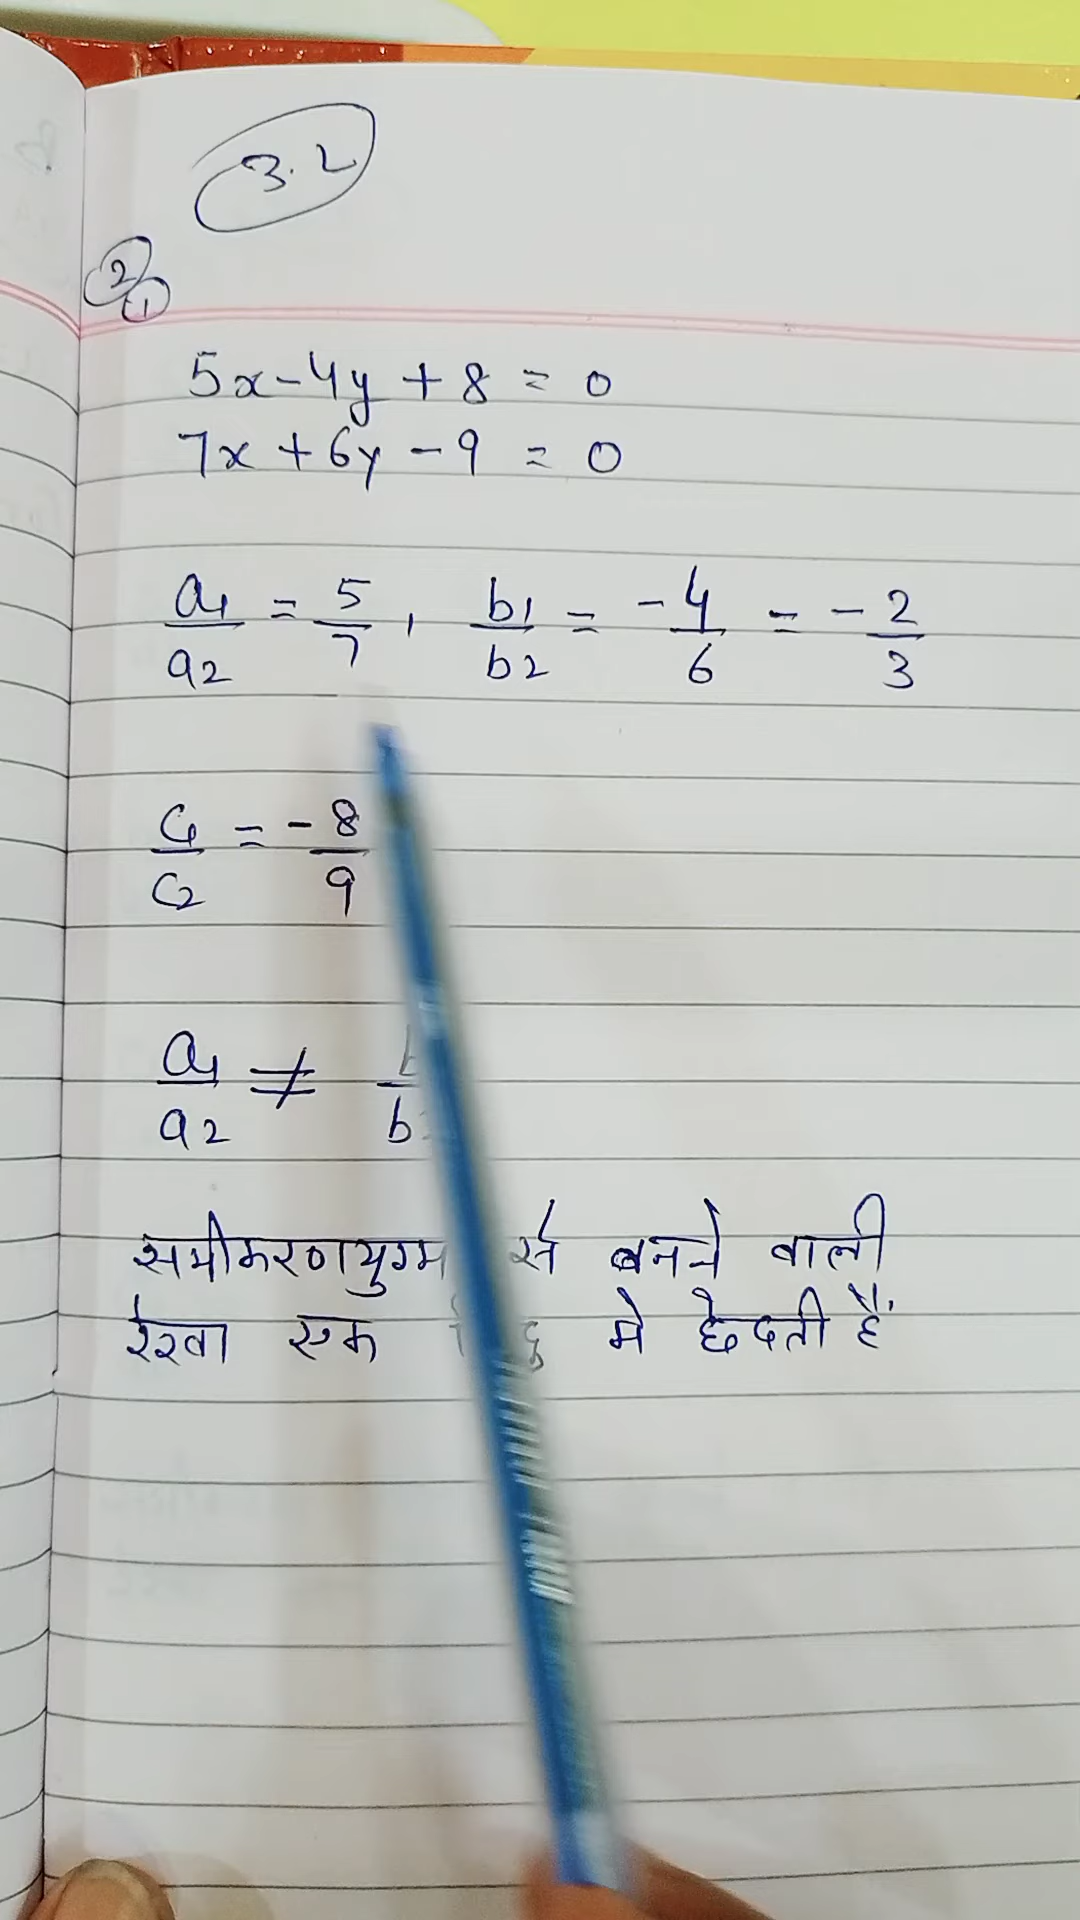 3.2
2/1
5x-4y + 8 = 0
7x + 6y - 9 = 0
a1/a2 = 5/7, b1/b2 = -4/6 = -2/3
c1/c2 = -8/9
a1/a2 ≠
समीकरणयुग्म से बनने वाली
रेखा एक मे छेदती है.